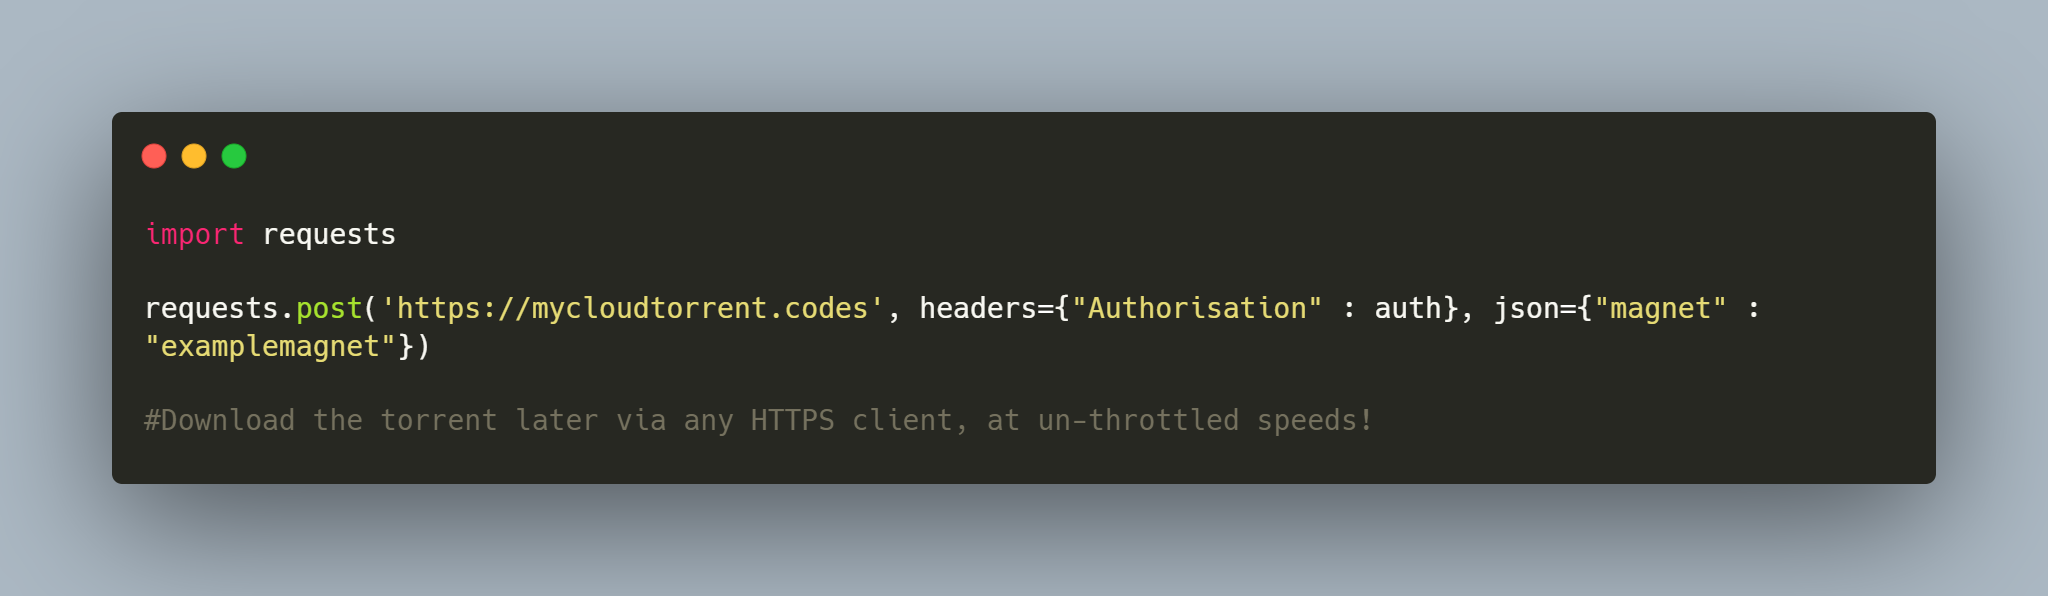 import requests
requests.post('https://mycloudtorrent.codes', headers={"Authorisation" : auth}, json={"magnet" :
"examplemagnet"})
#Download the torrent later via any HTTPS client, at un-throttled speeds!